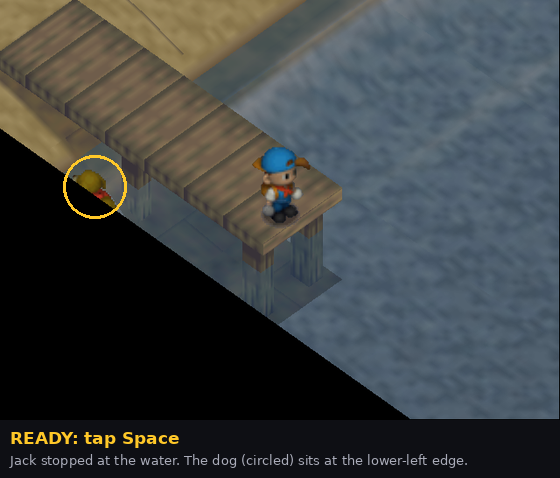 READY: tap Space
Jack stopped at the water. The dog (circled) sits at the lower-left edge.